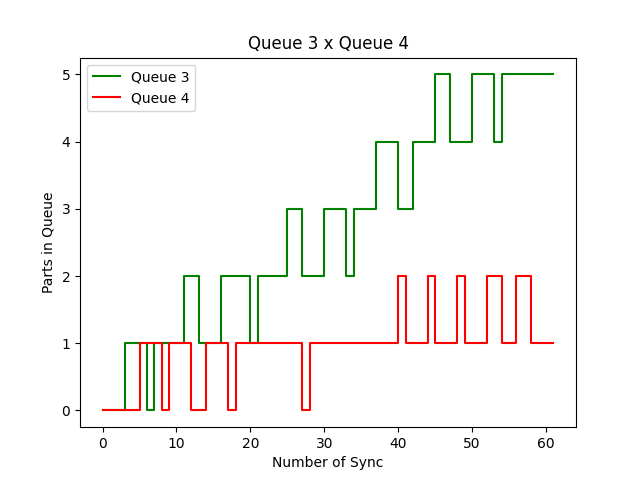 Queue 3 x Queue 4
Queue 3
Queue 4
5
4
3
2
1
0
Parts in Queue
0 10 20 30 40 50 60
Number of Sync